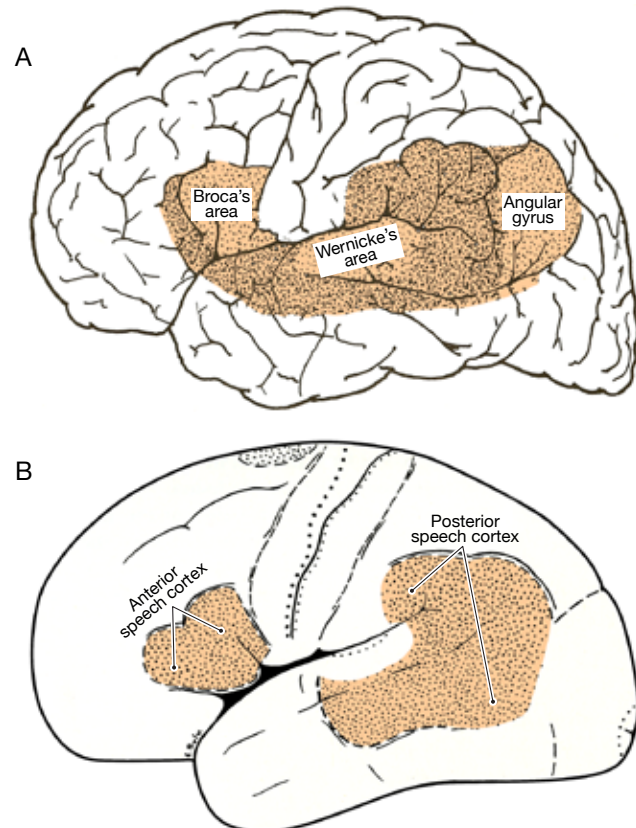 A
Broca's
area
Wernicke's
area
Angular
gyrus
B
Anterior
speech cortex
Posterior
speech cortex